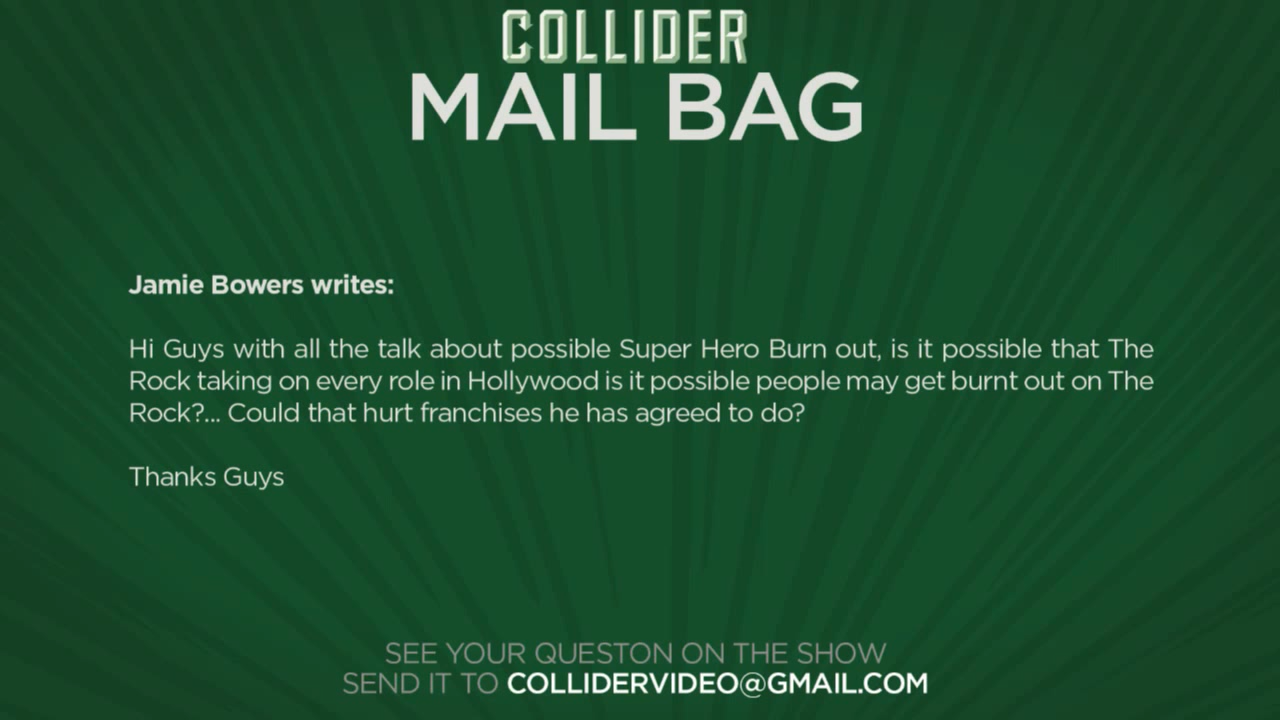 COLLIDER
MAIL BAG
Jamie Bowers writes:
Hi Guys with all the talk about possible Super Hero Burn out, is it possible that The
Rock taking on every role in Hollywood is it possible people may get burnt out on The
Rock?... Could that hurt franchises he has agreed to do?
Thanks Guys
SEE YOUR QUESTON ON THE SHOW
SEND IT TO COLLIDERVIDEO@GMAIL.COM